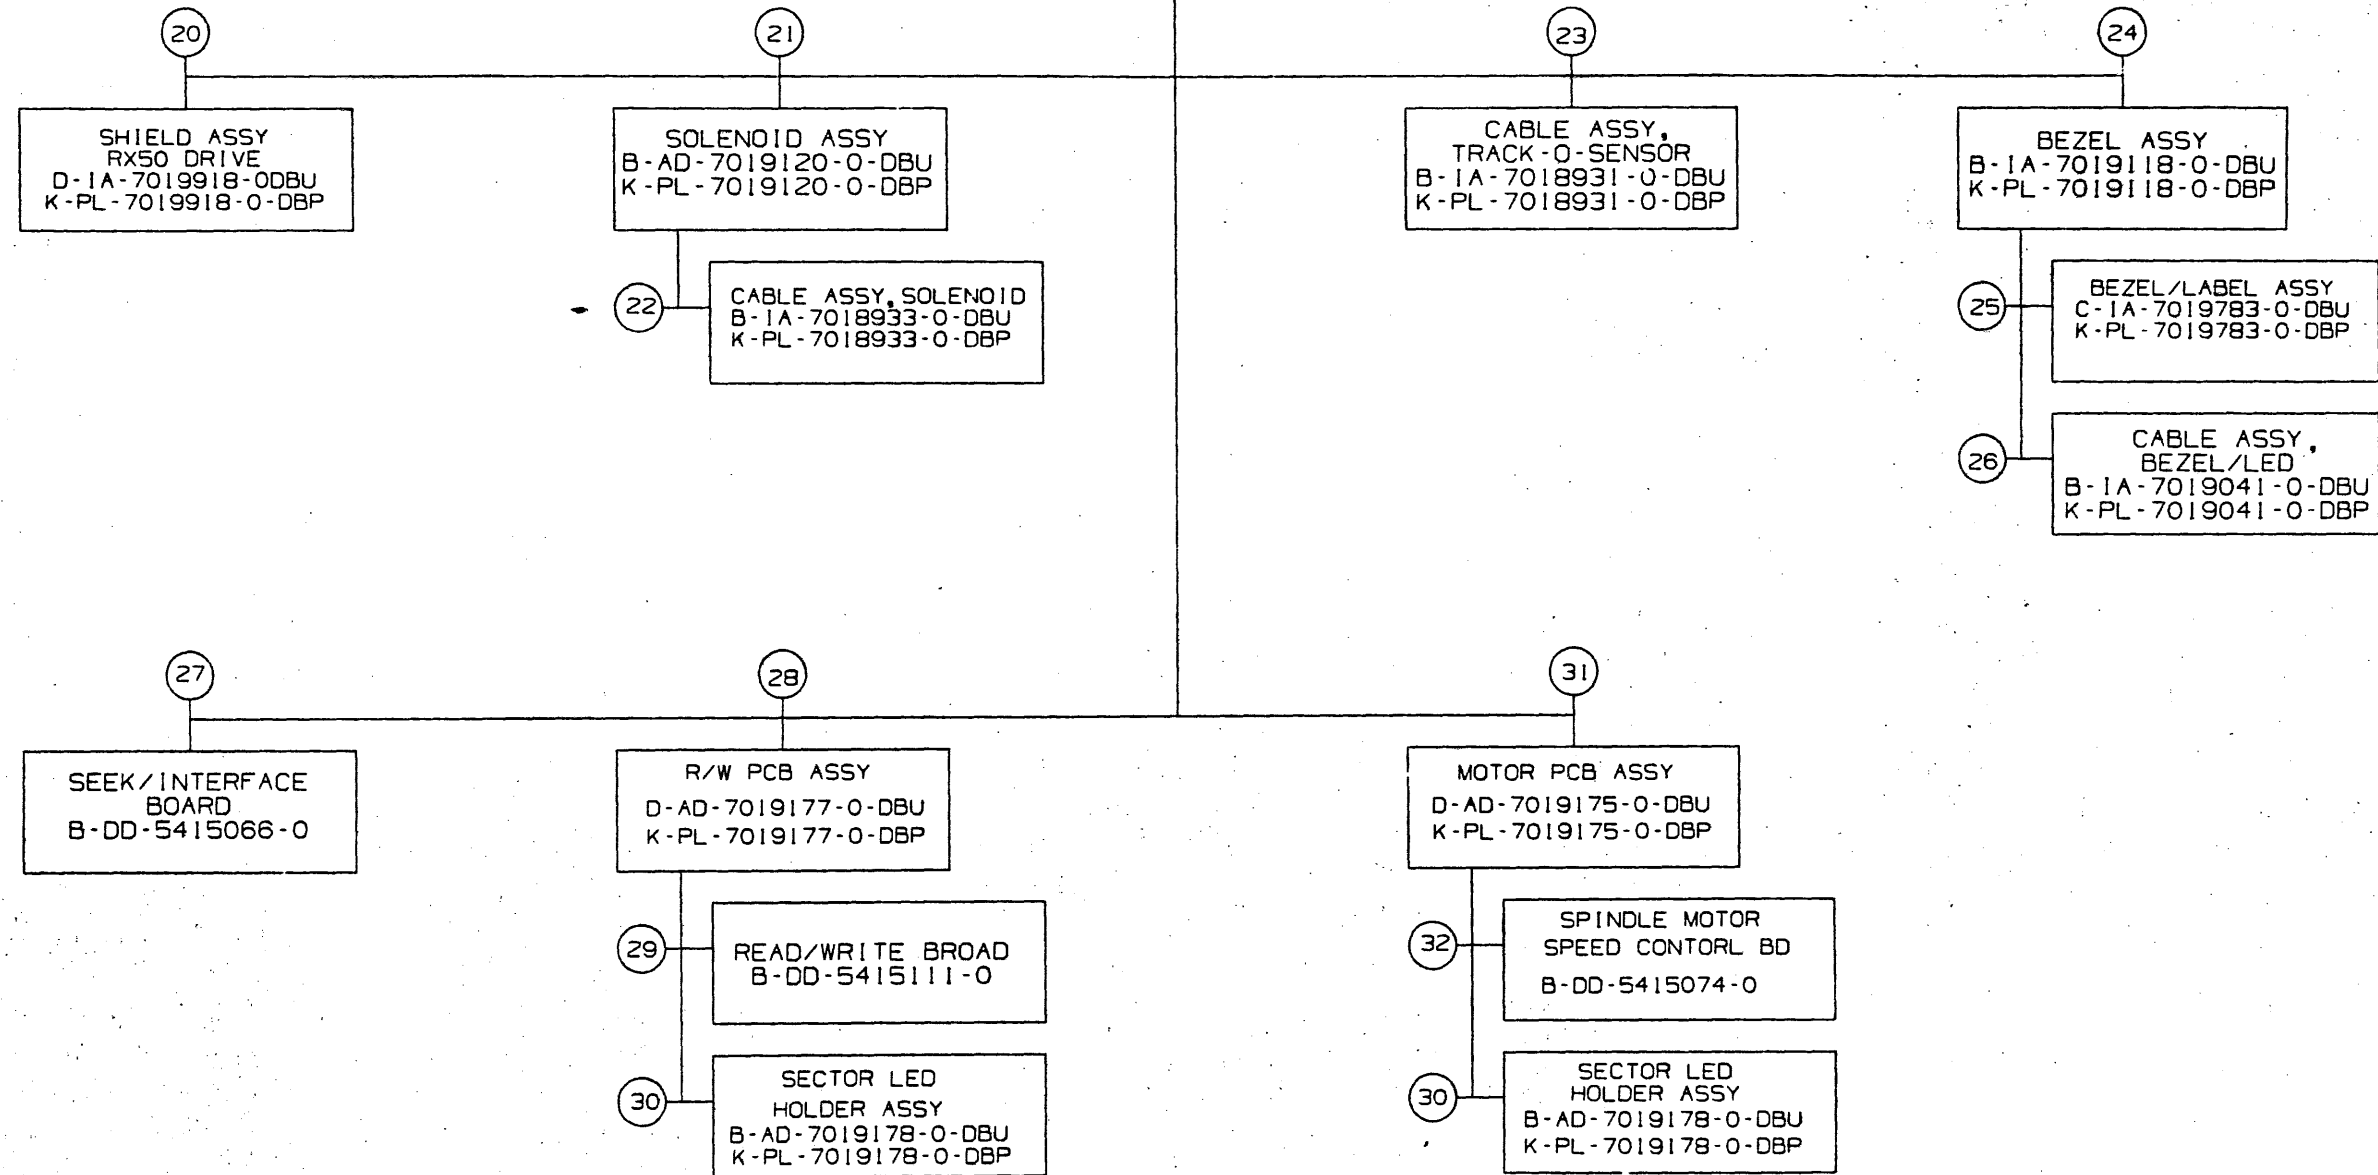 20
SHIELD ASSY
RX50 DRIVE
D-IA-7019918-0DBU
K-PL-7019918-0-DBP
21
SOLENOID ASSY
B-AD-7019120-0-DBU
K-PL-7019120-0-DBP
22
CABLE ASSY, SOLENOID
B-IA-7018933-0-DBU
K-PL-7018933-0-DBP
23
CABLE ASSY,
TRACK-0-SENSOR
B-IA-7018931-0-DBU
K-PL-7018931-0-DBP
24
BEZEL ASSY
B-IA-7019118-0-DBU
K-PL-7019118-0-DBP
25
BEZEL/LABEL ASSY
C-IA-7019783-0-DBU
K-PL-7019783-0-DBP
26
CABLE ASSY,
BEZEL/LED
B-IA-7019041-0-DBU
K-PL-7019041-0-DBP
27
SEEK/INTERFACE
BOARD
B-DD-5415066-0
28
R/W PCB ASSY
D-AD-7019177-0-DBU
K-PL-7019177-0-DBP
29
READ/WRITE BROAD
B-DD-5415111-0
30
SECTOR LED
HOLDER ASSY
B-AD-7019178-0-DBU
K-PL-7019178-0-DBP
31
MOTOR PCB ASSY
D-AD-7019175-0-DBU
K-PL-7019175-0-DBP
32
SPINDLE MOTOR
SPEED CONTORL BD
B-DD-5415074-0
30
SECTOR LED
HOLDER ASSY
B-AD-7019178-0-DBU
K-PL-7019178-0-DBP